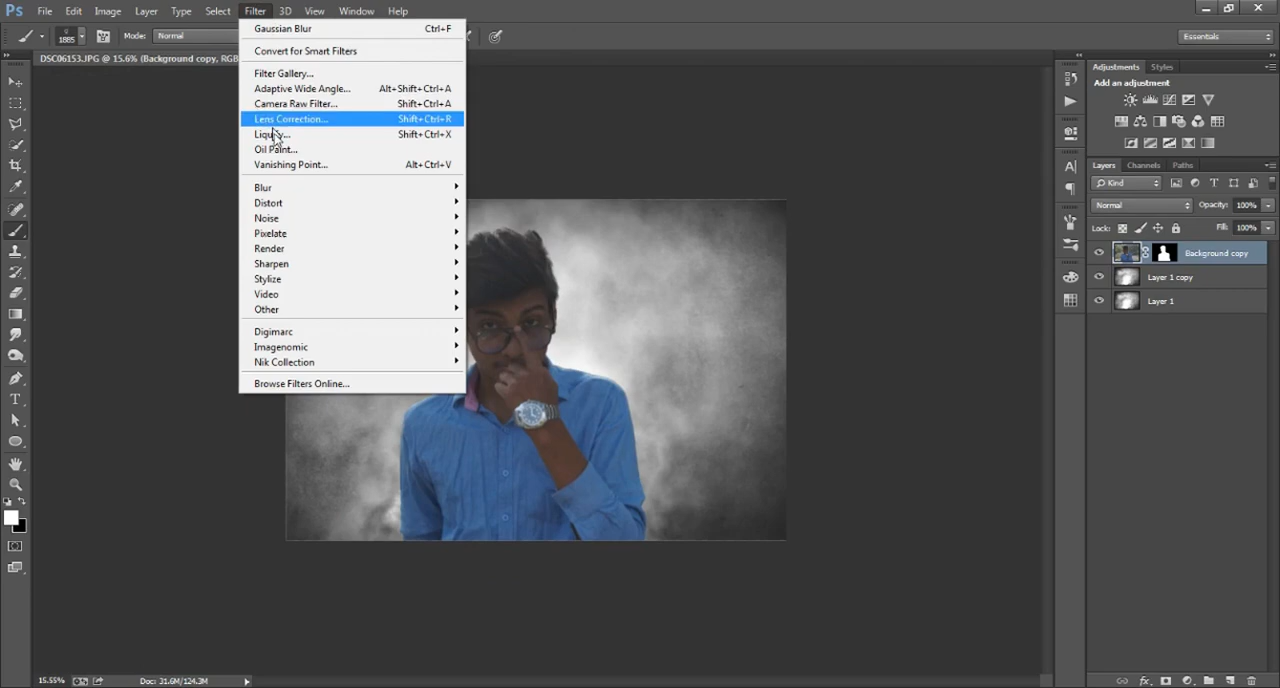 Ps File Edit Image Layer Type Select Filter 3D View Window Help
1885 Mode: Normal Essentials
DSC06153.JPG @ 15.6% (Background copy, RGB
Gaussian Blur Ctrl+F
Convert for Smart Filters
Filter Gallery...
Adaptive Wide Angle... Alt+Shift+Ctrl+A
Camera Raw Filter... Shift+Ctrl+A
Lens Correction... Shift+Ctrl+R
Liquify... Shift+Ctrl+X
Oil Paint...
Vanishing Point... Alt+Ctrl+V
Blur
Distort
Noise
Pixelate
Render
Sharpen
Stylize
Video
Other
Digimarc
Imagenomic
Nik Collection
Browse Filters Online...
Adjustments Styles
Add an adjustment
Layers Channels Paths
Kind
Normal Opacity: 100%
Lock: Fill: 100%
Background copy
Layer 1 copy
Layer 1
15.55% Doc: 31.6M/124.3M